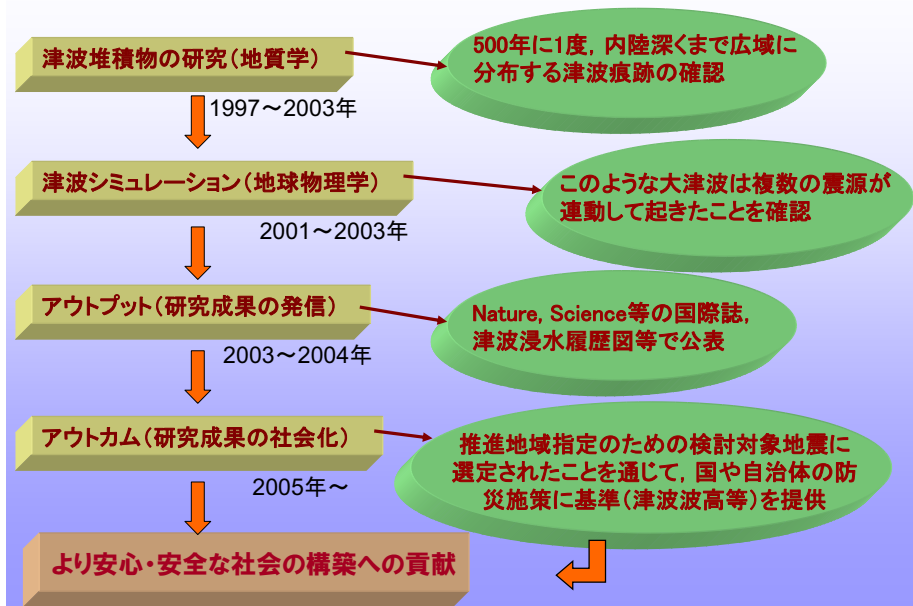 津波堆積物の研究(地質学)
500年に1度，内陸深くまで広域に
分布する津波痕跡の確認
1997～2003年
津波シミュレーション(地球物理学)
このような大津波は複数の震源が
連動して起きたことを確認
2001～2003年
アウトプット(研究成果の発信)
Nature, Science等の国際誌，
津波浸水履歴図等で公表
2003～2004年
アウトカム(研究成果の社会化)
推進地域指定のための検討対象地震に
選定されたことを通じて，国や自治体の防
災施策に基準(津波波高等)を提供
2005年～
より安心・安全な社会の構築への貢献